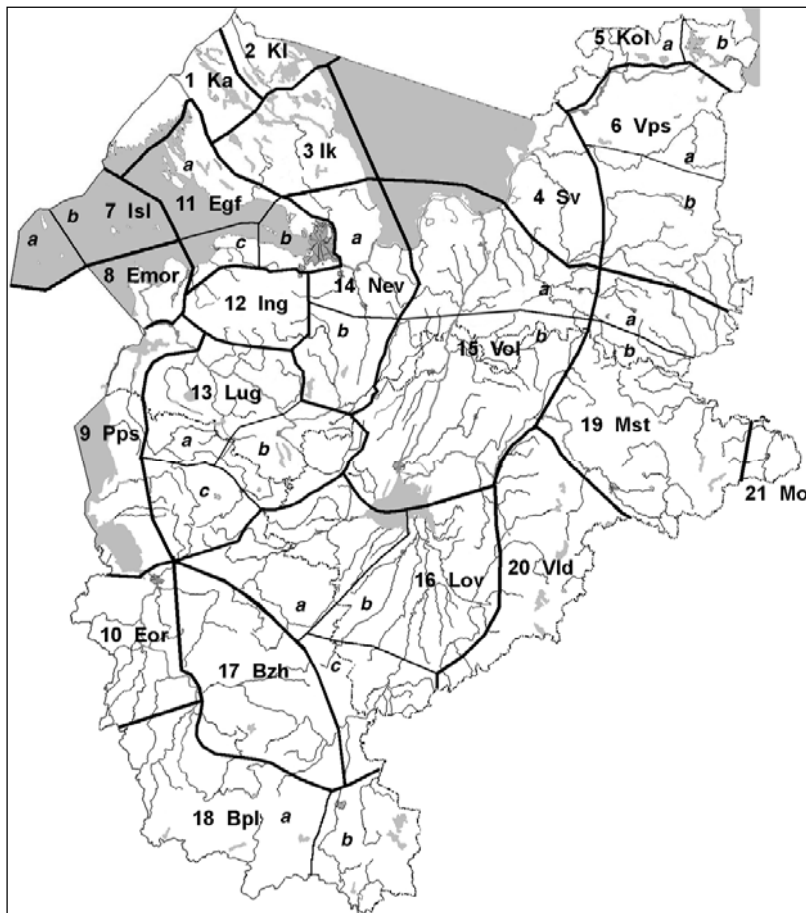 2 Kl
5 Kol
a
b
1 Ka
6 Vps
3 Ik
a
a
4 Sv
b
7 Isl
11 Egf
b
a
c
b
a
8 Emor
14 Nev
a
12 Ing
a
b
15 Vol
b
b
13 Lug
9 Pps
19 Mst
a
b
c
21 Mo
16 Lov
20 Vld
a
b
10 Eor
17 Bzh
c
18 Bpl
a
b